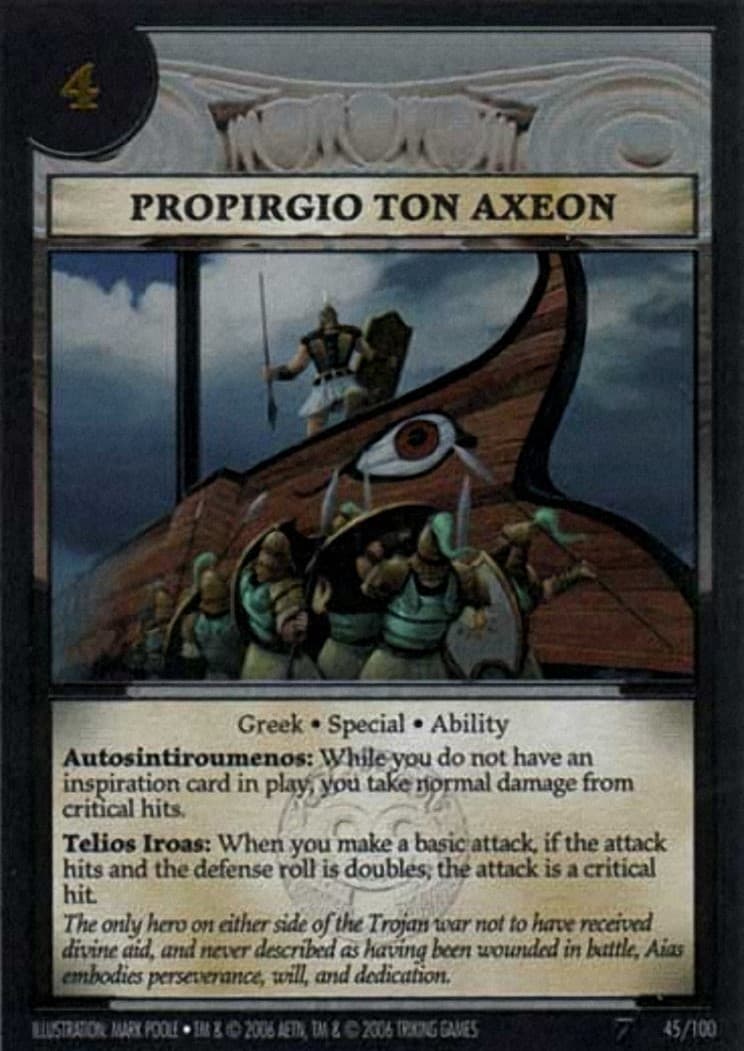 4
PROPIRGIO TON AXEON
Greek • Special • Ability
Autosintiroumenos: While you do not have an
inspiration card in play, you take normal damage from
critical hits.
Telios Iroas: When you make a basic attack, if the attack
hits and the defense roll is doubles, the attack is a critical
hit.
The only hero on either side of the Trojan war not to have received
divine aid, and never described as having been wounded in battle, Aias
embodies perseverance, will, and dedication.
ILLUSTRATION: MARK POOLE • TM & © 2006 AETN, TM & © 2006 TRIKING GAMES
45/100